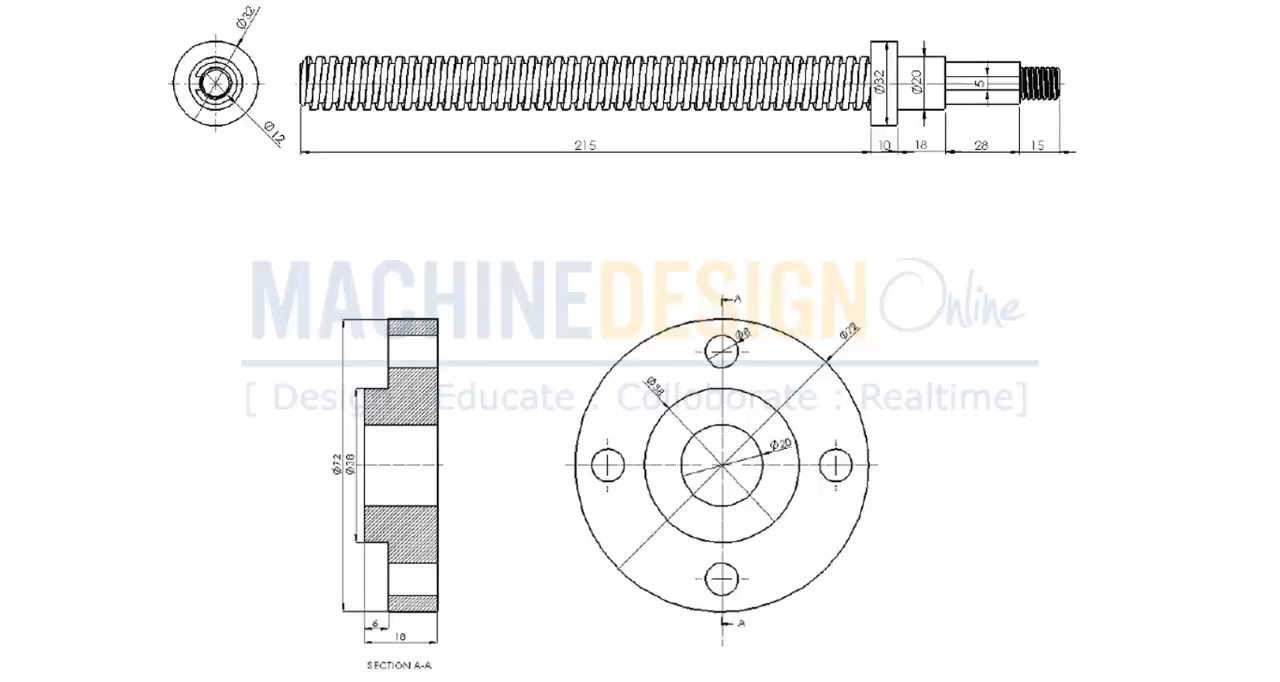 Ø32
Ø12
Ø32
Ø20
5
215
10
18
28
15
MACHINEDESIGN Online
[ Design : Educate : Colloborate : Realtime]
A
Ø8
Ø72
Ø38
Ø20
Ø72
Ø38
6
18
A
SECTION A-A